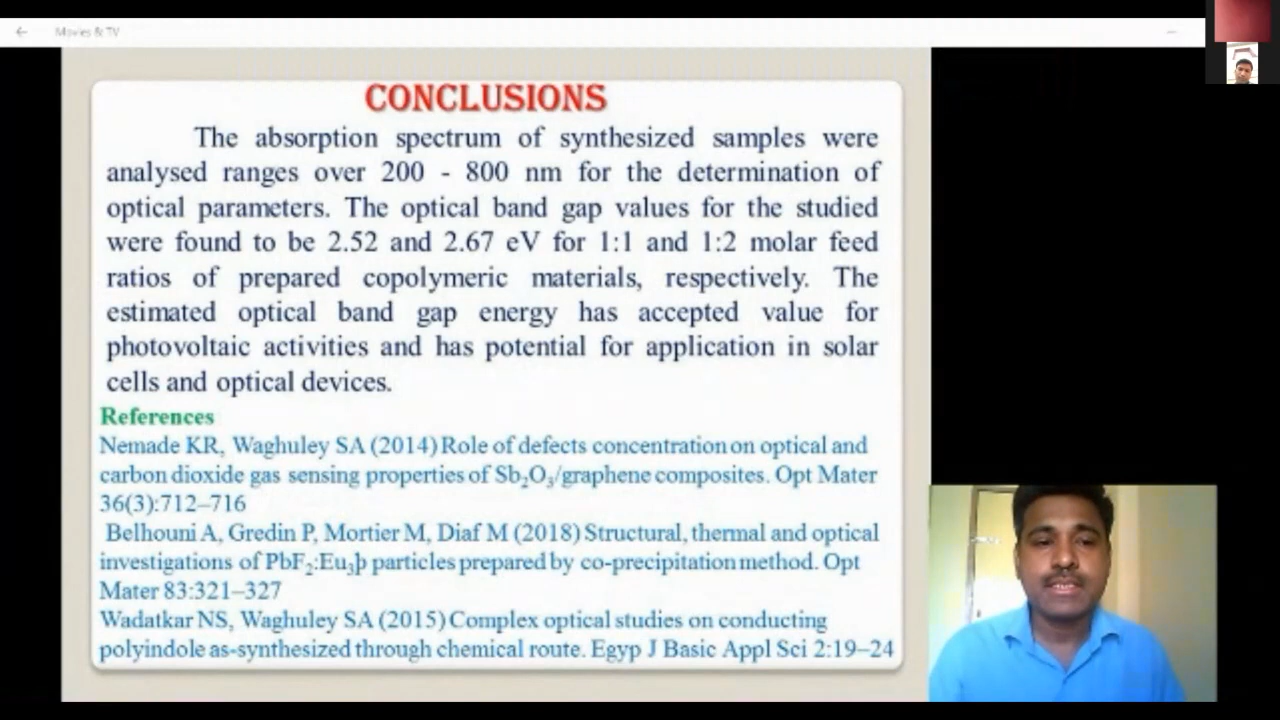 Movies & TV
CONCLUSIONS
The absorption spectrum of synthesized samples were
analysed ranges over 200 - 800 nm for the determination of
optical parameters. The optical band gap values for the studied
were found to be 2.52 and 2.67 eV for 1:1 and 1:2 molar feed
ratios of prepared copolymeric materials, respectively. The
estimated optical band gap energy has accepted value for
photovoltaic activities and has potential for application in solar
cells and optical devices.
References
Nemade KR, Waghuley SA (2014) Role of defects concentration on optical and
carbon dioxide gas sensing properties of Sb₂O₃/graphene composites. Opt Mater
36(3):712–716
Belhouni A, Gredin P, Mortier M, Diaf M (2018) Structural, thermal and optical
investigations of PbF₂:Eu₃þ particles prepared by co-precipitation method. Opt
Mater 83:321–327
Wadatkar NS, Waghuley SA (2015) Complex optical studies on conducting
polyindole as-synthesized through chemical route. Egyp J Basic Appl Sci 2:19–24